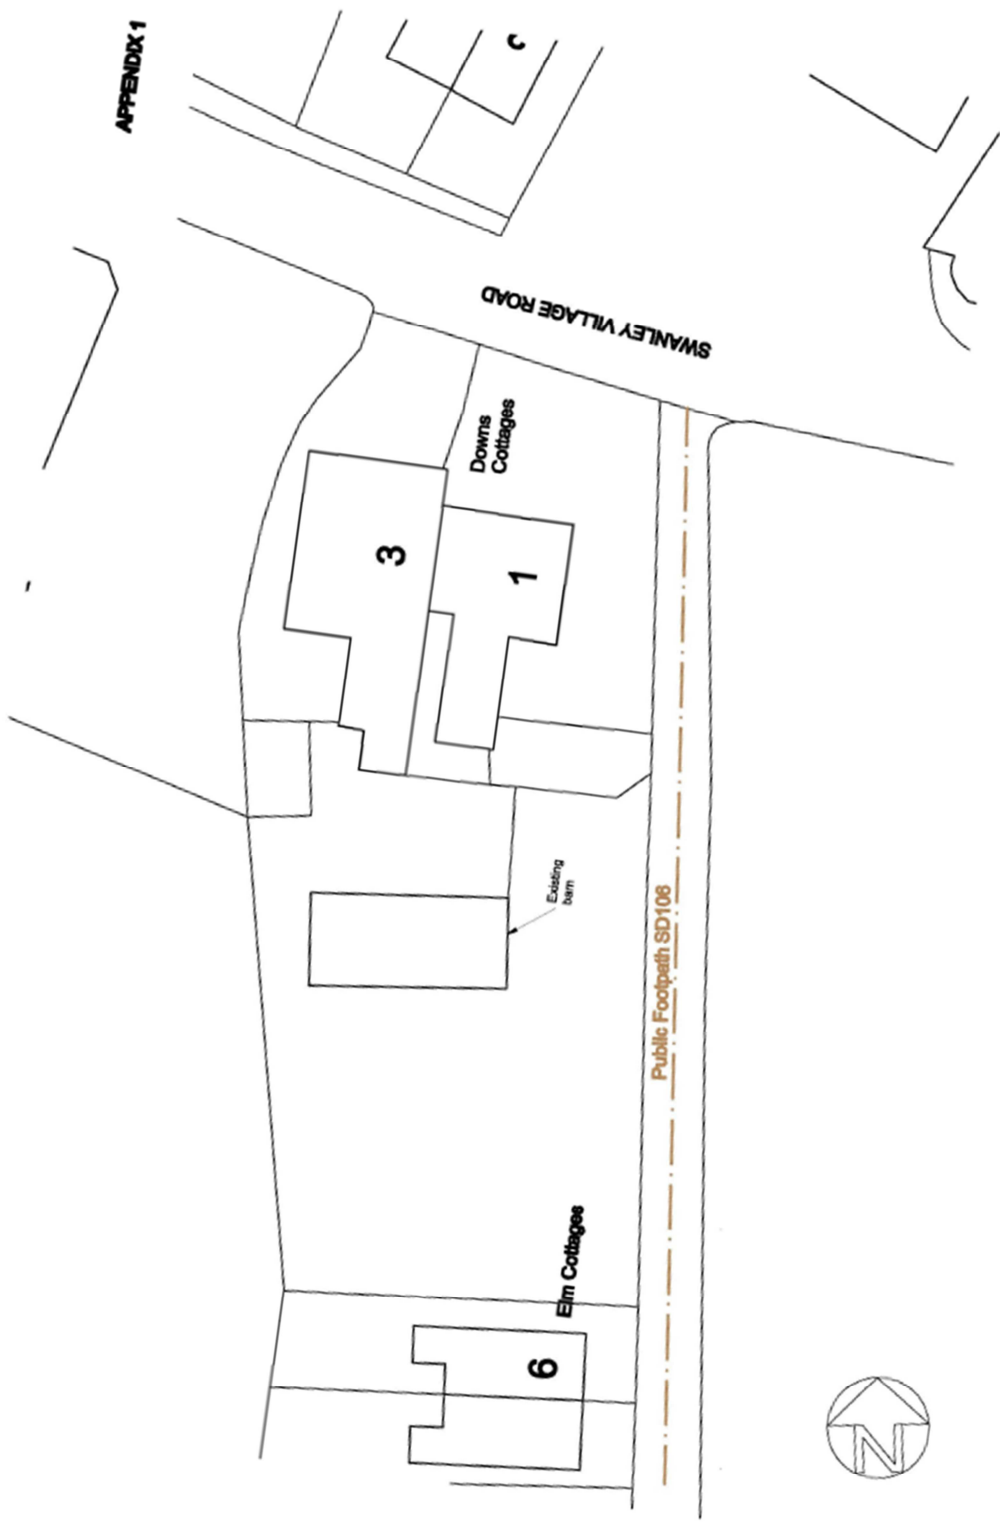 APPENDIX 1
SWANLEY VILLAGE ROAD
Downs
Cottages
3
1
Existing
barn
Public Footpath SD106
Elm Cottages
6
N